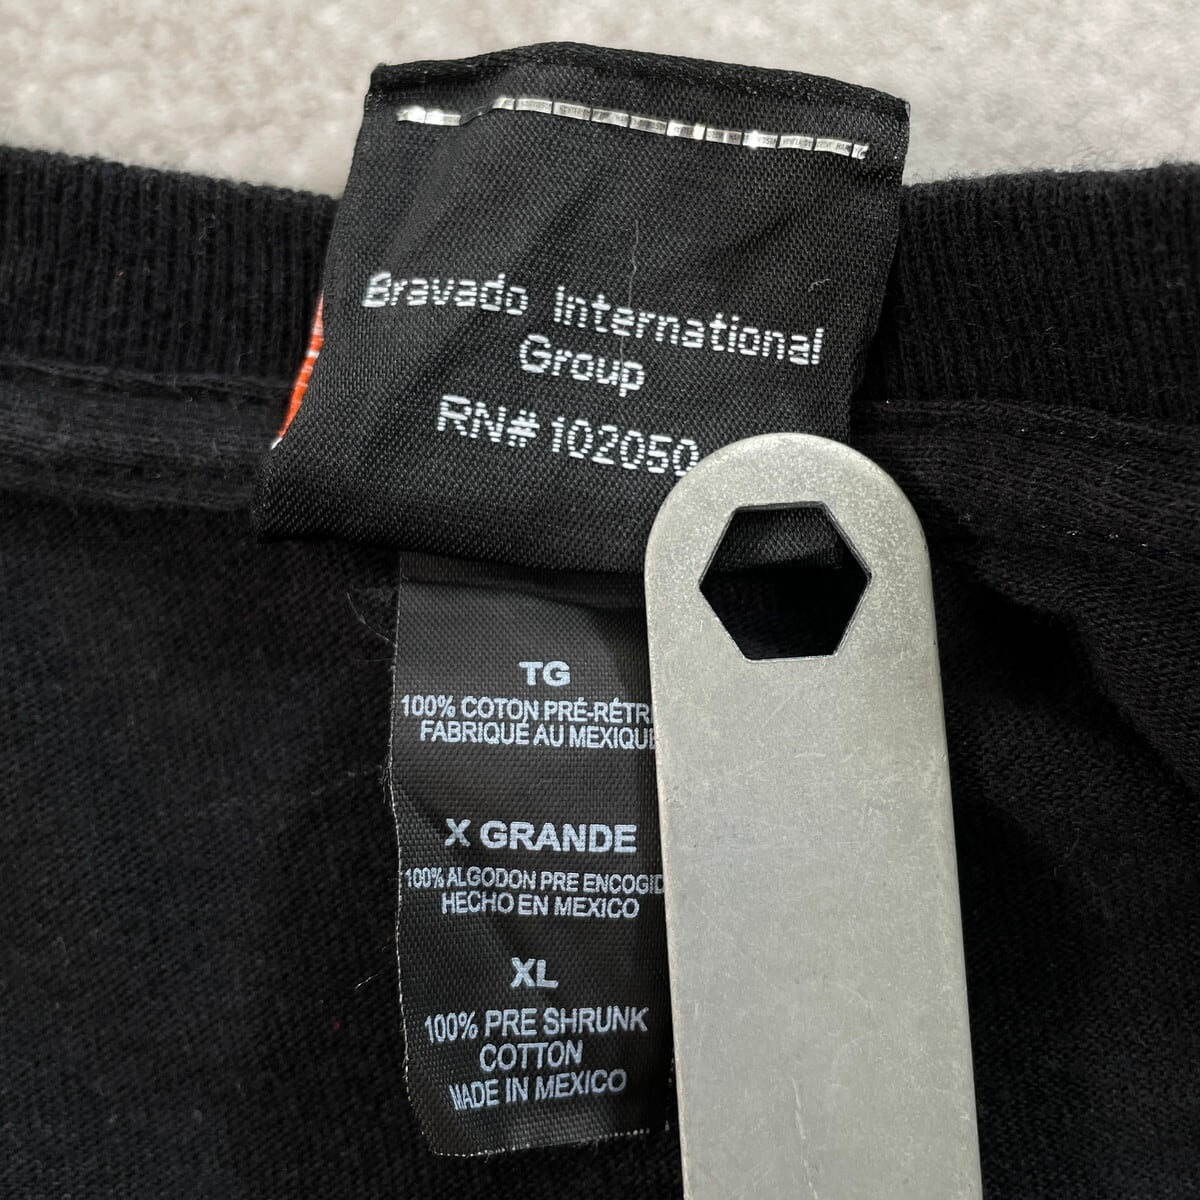 Bravado International
Group
RN#102050
TG
100% COTON PRÉ-RÉTR
FABRIQUÉ AU MEXIQUE
X GRANDE
100% ALGODON PRE ENCOGID
HECHO EN MEXICO
XL
100% PRE SHRUNK
COTTON
MADE IN MEXICO